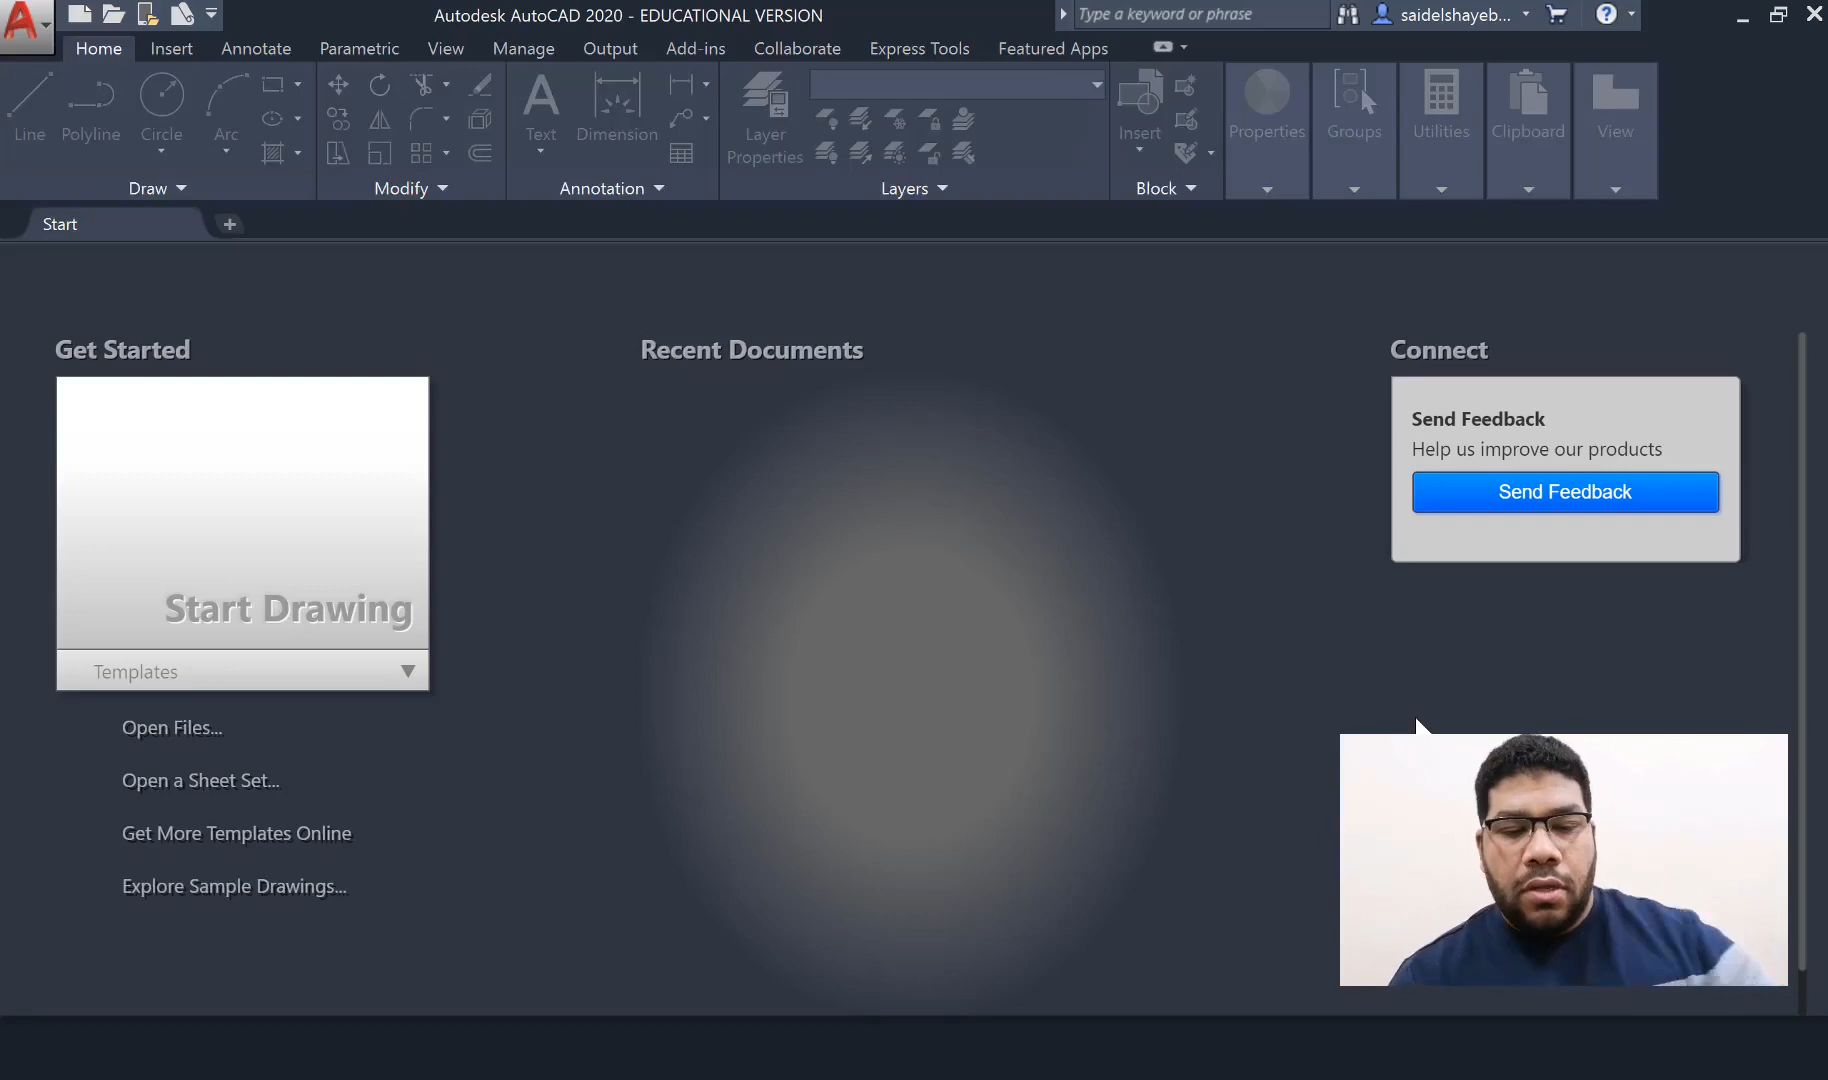 Autodesk AutoCAD 2020 - EDUCATIONAL VERSION
Type a keyword or phrase
saidelshayeb...
Home Insert Annotate Parametric View Manage Output Add-ins Collaborate Express Tools Featured Apps
Line Polyline Circle Arc
Text Dimension
Layer Properties
Insert
Properties Groups Utilities Clipboard View
Draw Modify Annotation Layers Block
Start
Get Started
Start Drawing
Templates
Open Files...
Open a Sheet Set...
Get More Templates Online
Explore Sample Drawings...
Recent Documents
Connect
Send Feedback
Help us improve our products
Send Feedback